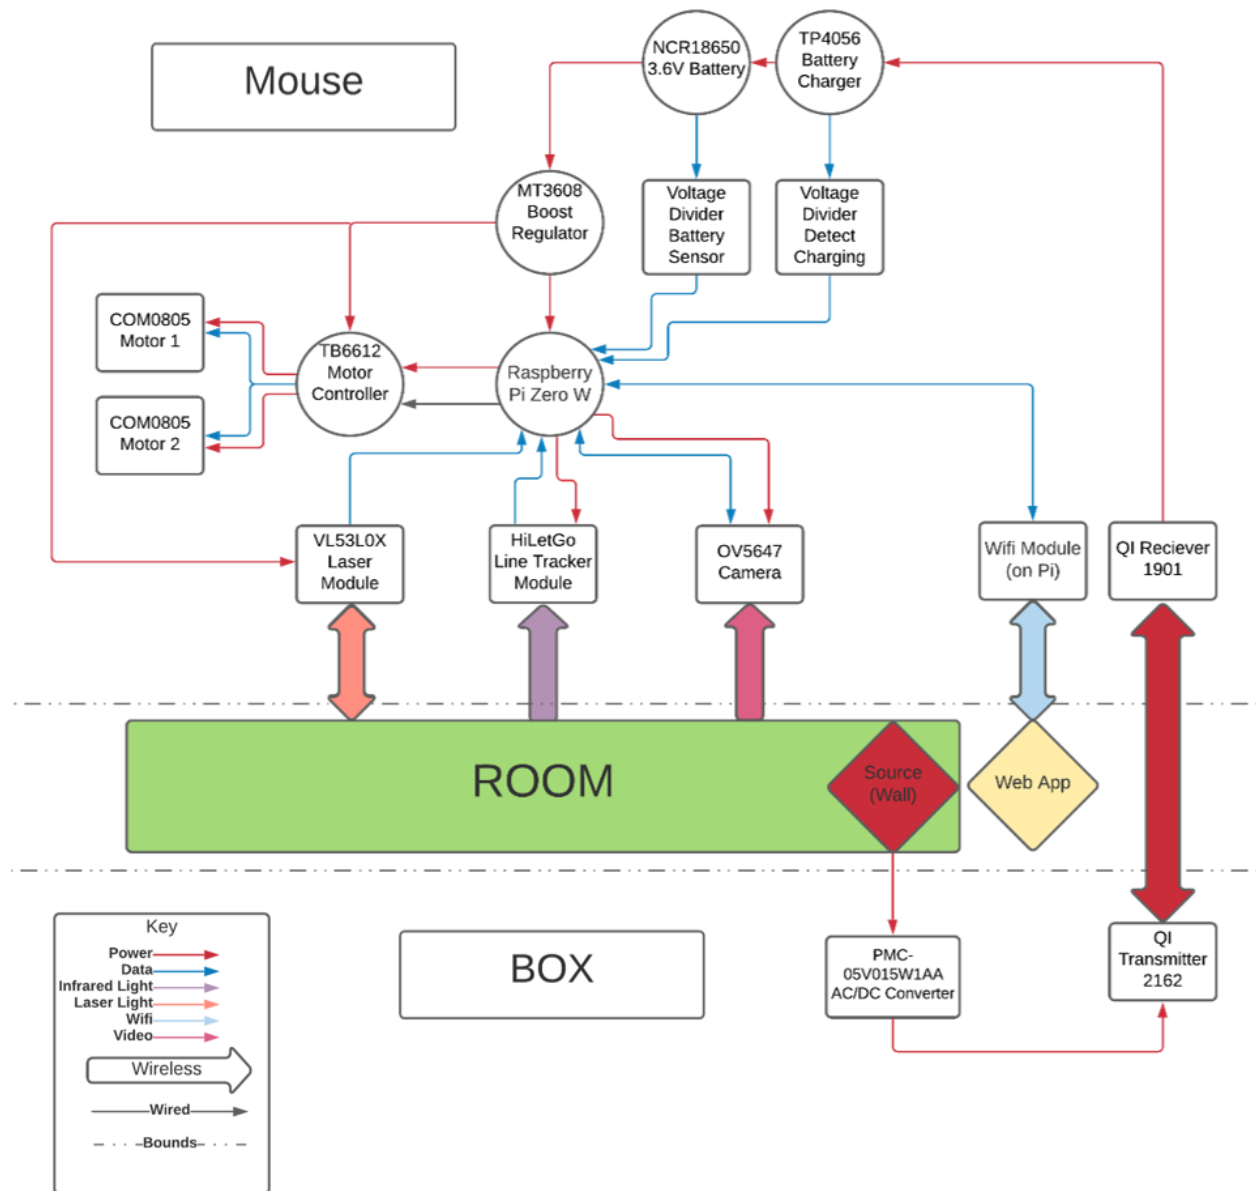 Mouse
NCR18650
3.6V Battery
TP4056
Battery
Charger
MT3608
Boost
Regulator
Voltage
Divider
Battery
Sensor
Voltage
Divider
Detect
Charging
COM0805
Motor 1
TB6612
Motor
Controller
Raspberry
Pi Zero W
COM0805
Motor 2
VL53L0X
Laser
Module
HiLetGo
Line Tracker
Module
OV5647
Camera
Wifi Module
(on Pi)
QI Reciever
1901
ROOM
Source
(Wall)
Web App
Key
Power
Data
Infrared Light
Laser Light
Wifi
Video
Wireless
Wired
Bounds
BOX
PMC-
05V015W1AA
AC/DC Converter
QI
Transmitter
2162